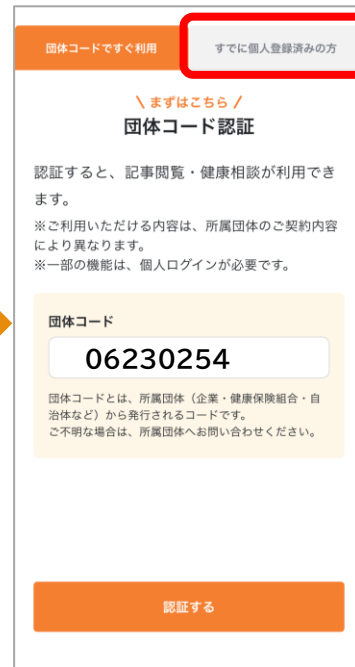 団体コードですぐ利用
すでに個人登録済みの方
\ まずはこちら /
団体コード認証
認証すると、記事閲覧・健康相談が利用でき
ます。
※ご利用いただける内容は、所属団体のご契約内容
により異なります。
※一部の機能は、個人ログインが必要です。
団体コード
06230254
団体コードとは、所属団体（企業・健康保険組合・自
治体など）から発行されるコードです。
ご不明な場合は、所属団体へお問い合わせください。
認証する